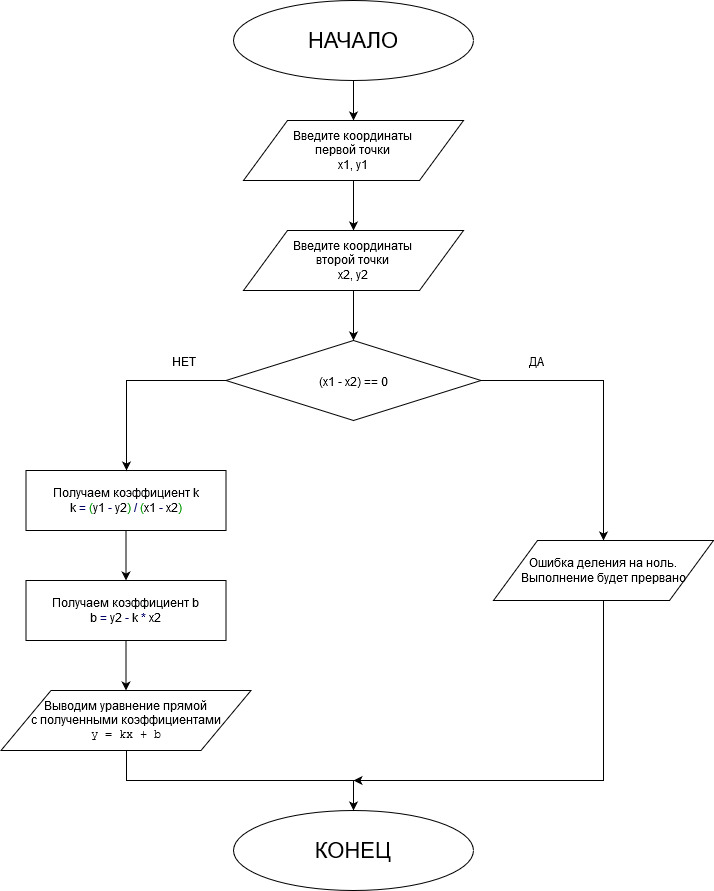 НАЧАЛО
Введите координаты
первой точки
x1, y1
Введите координаты
второй точки
x2, y2
НЕТ
ДА
(x1 - x2) == 0
Получаем коэффициент k
k = (y1 - y2) / (x1 - x2)
Ошибка деления на ноль.
Выполнение будет прервано
Получаем коэффициент b
b = y2 - k * x2
Выводим уравнение прямой
с полученными коэффициентами
y = kx + b
КОНЕЦ